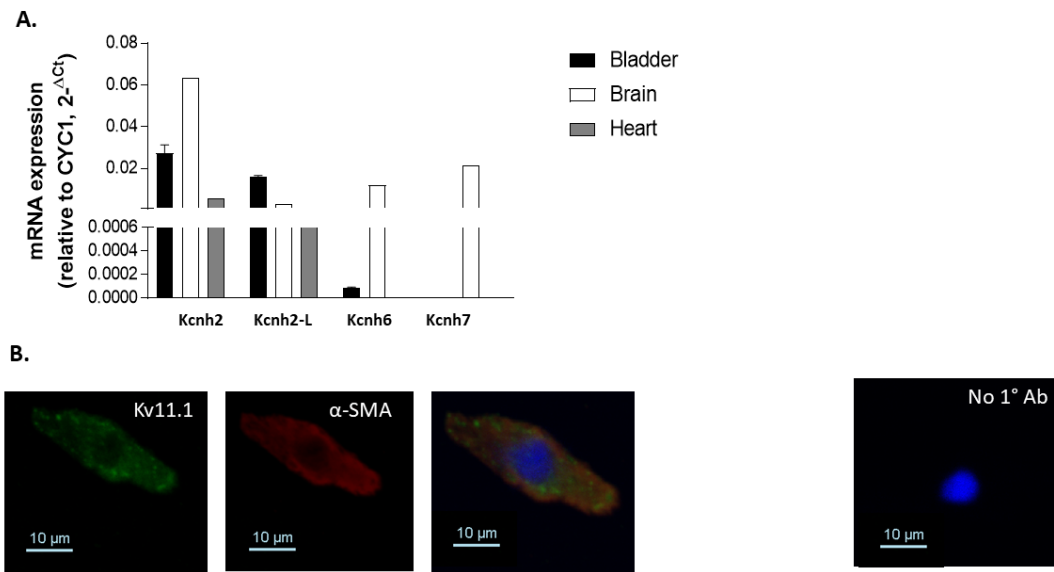 A.
mRNA expression
(relative to CYC1, 2-ΔCt)
0.08
0.06
0.04
0.02
0.0006
0.0004
0.0002
0.0000
Kcnh2 Kcnh2-L Kcnh6 Kcnh7
Bladder
Brain
Heart
B.
Kv11.1
10 µm
α-SMA
10 µm
10 µm
No 1° Ab
10 µm